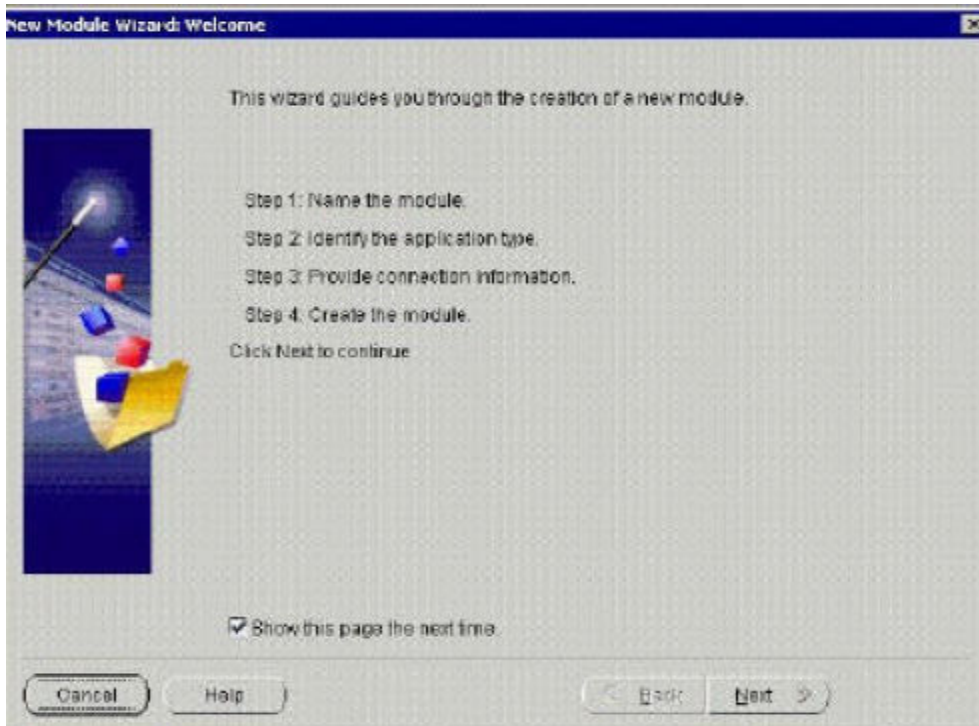 New Module Wizard: Welcome
This wizard guides you through the creation of a new module.
Step 1: Name the module.
Step 2: Identify the application type.
Step 3: Provide connection information.
Step 4: Create the module.
Click Next to continue
Show this page the next time.
Cancel Help < Back Next >